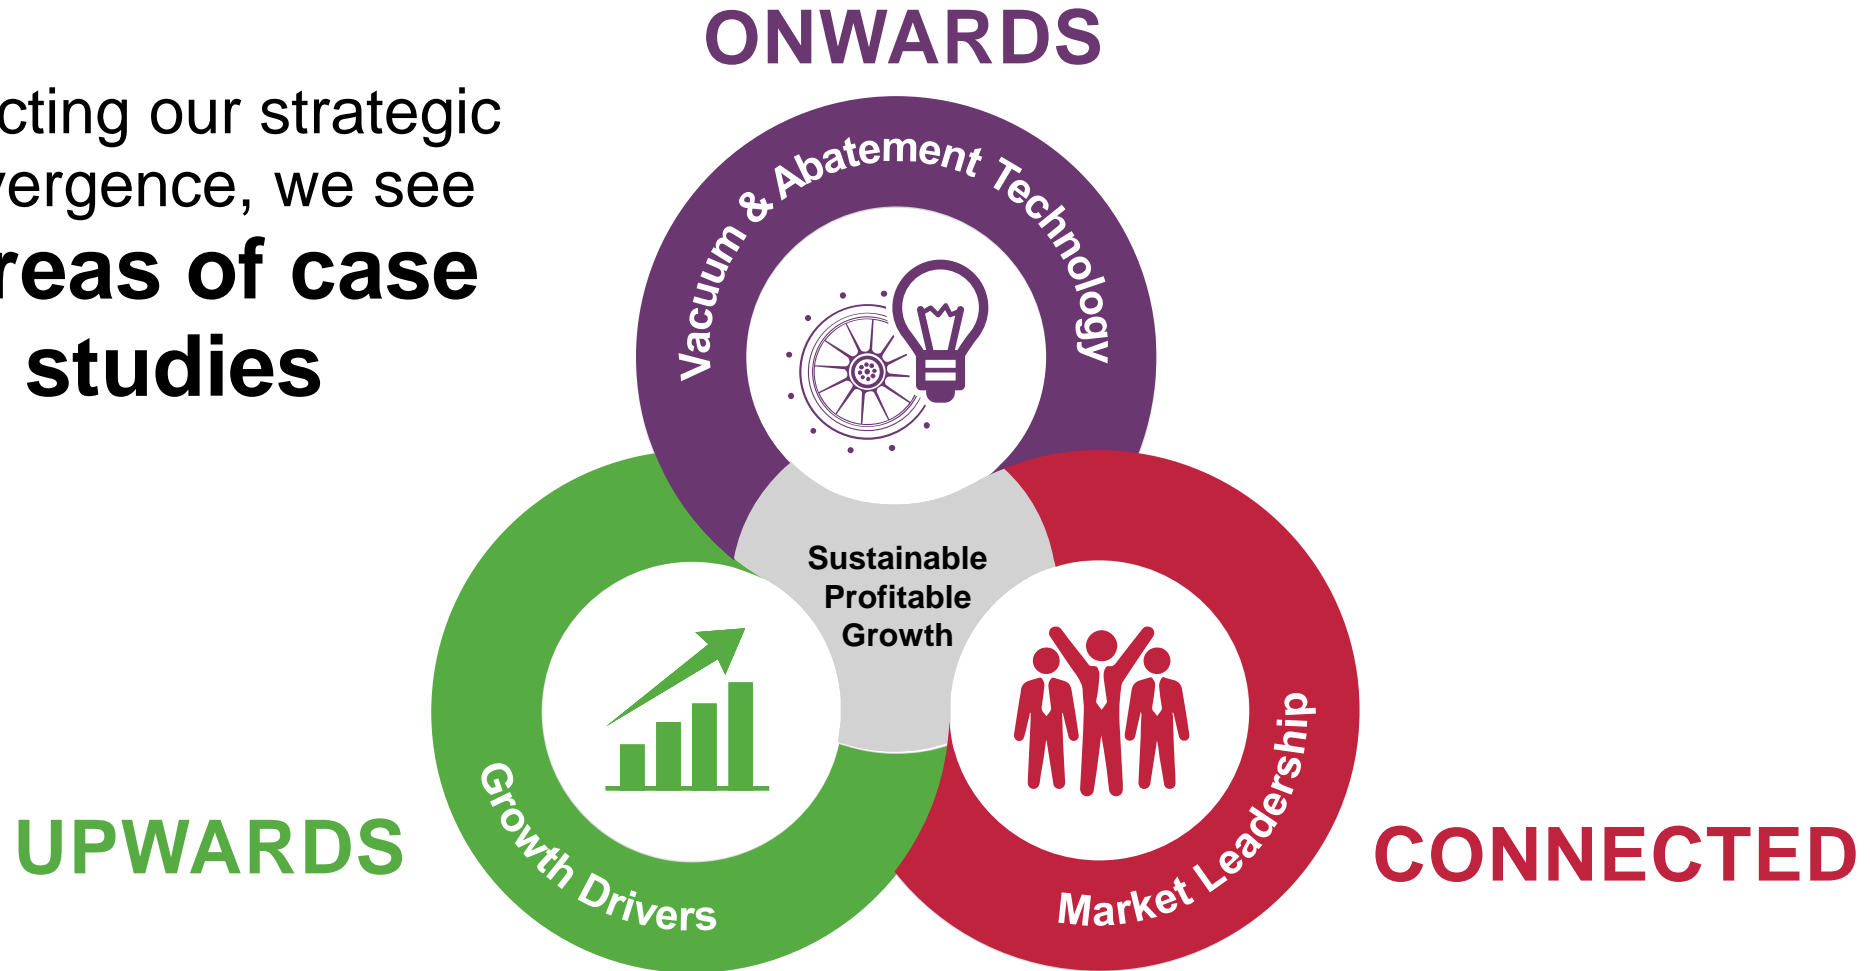 ONWARDS
cting our strategic
vergence, we see
reas of case
studies
Vacuum & Abatement Technology
Sustainable
Profitable
Growth
Growth Drivers
Market Leadership
UPWARDS
CONNECTED